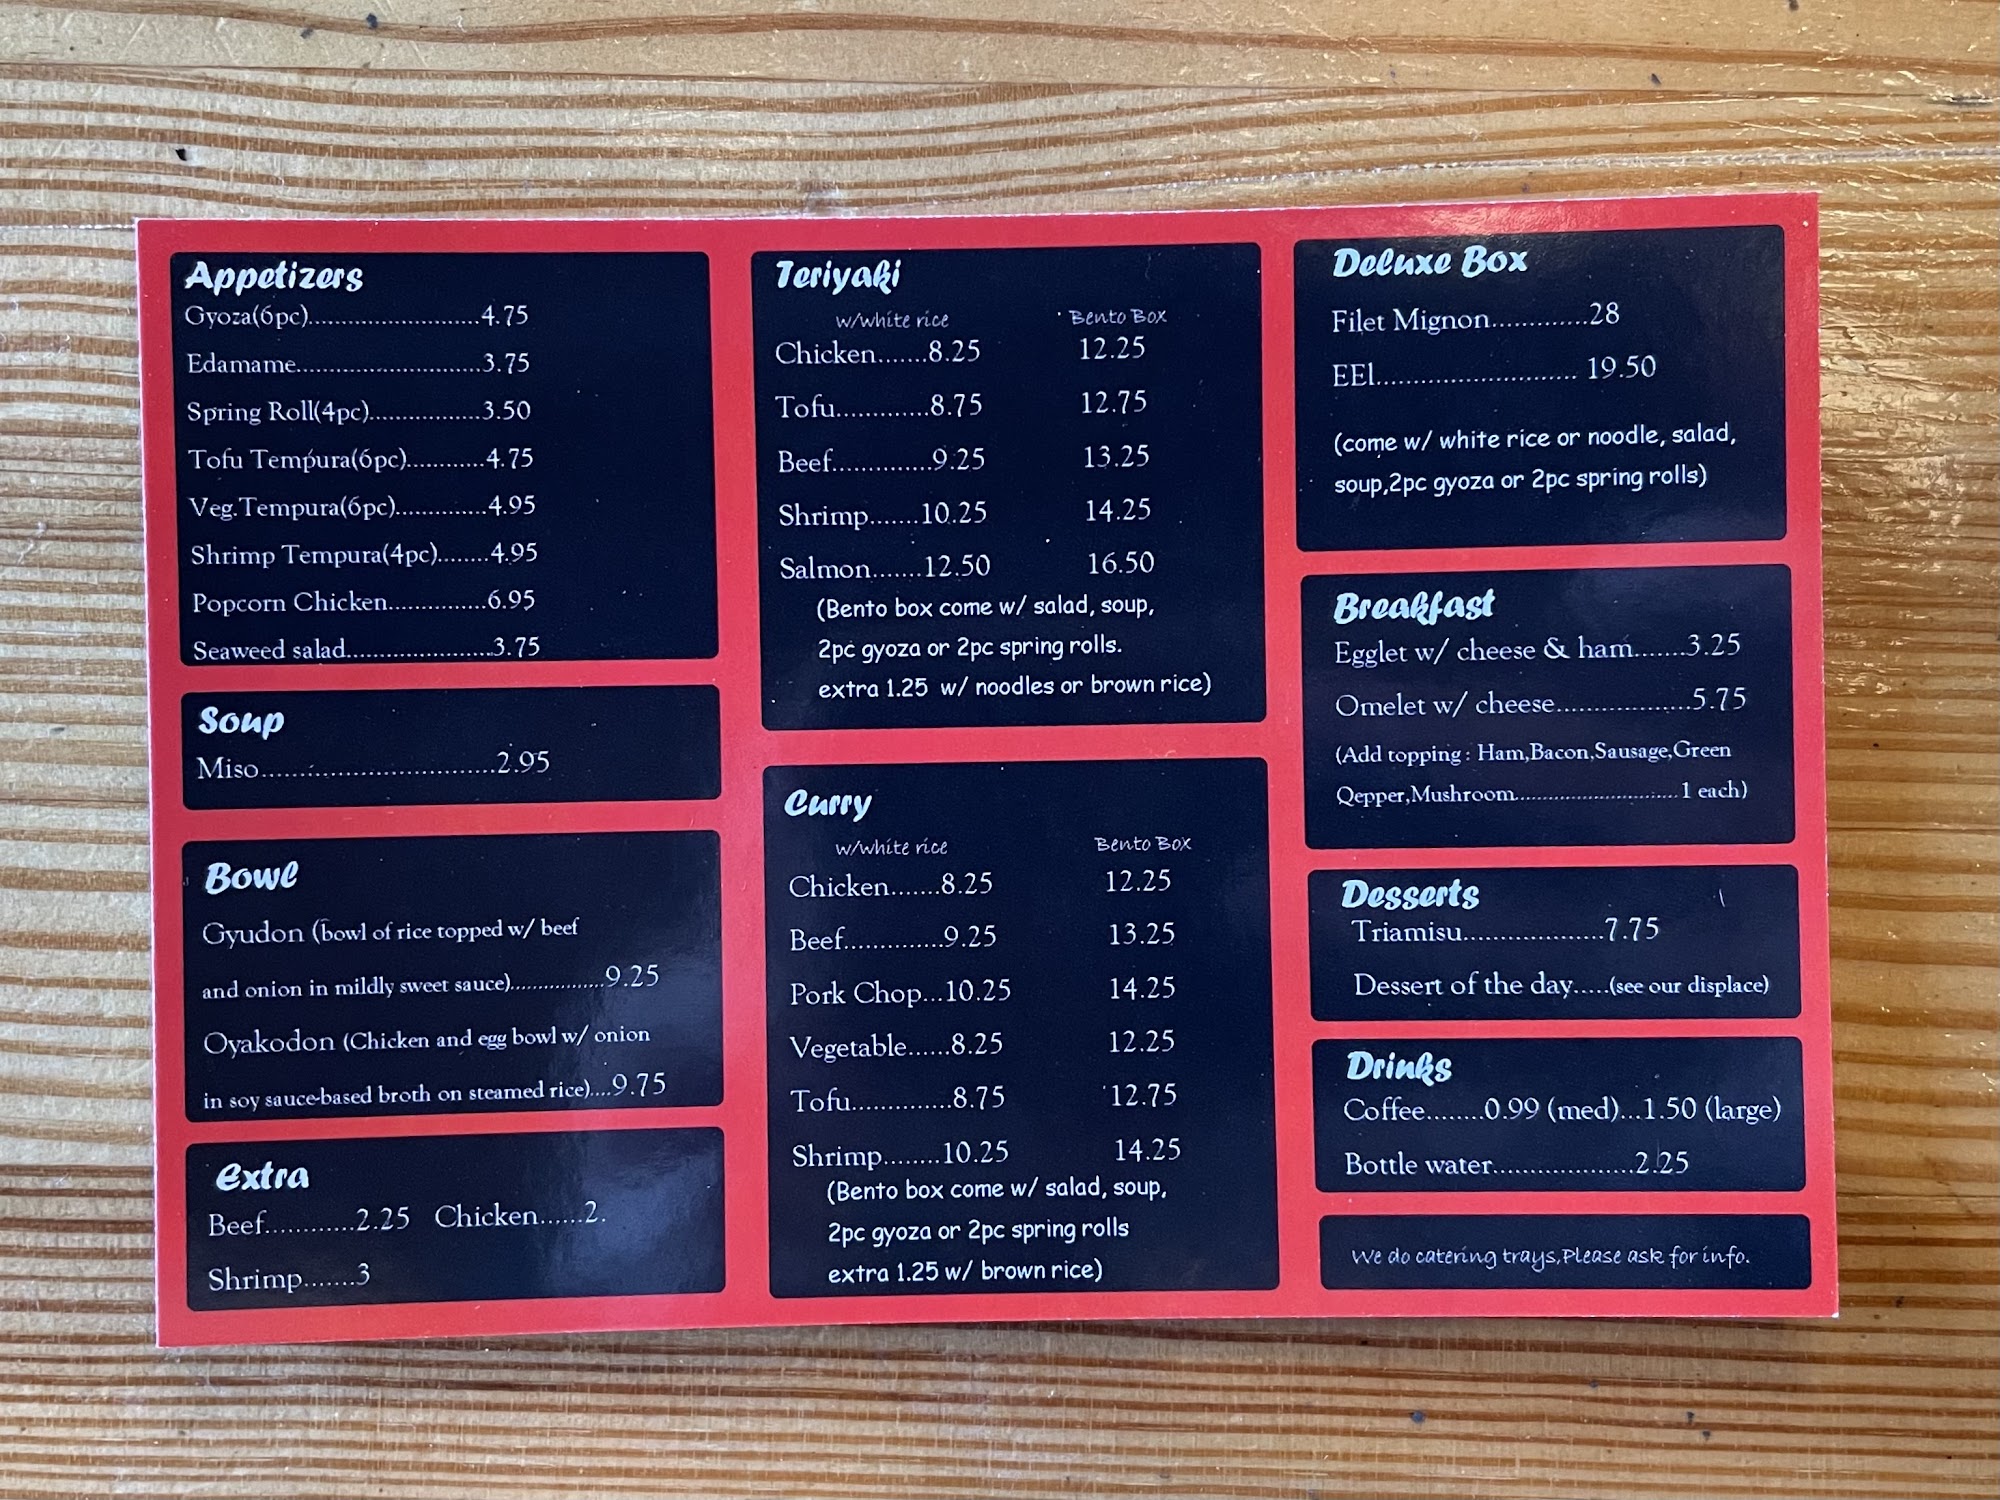 Appetizers
Gyoza(6pc)........................4.75
Edamame..........................3.75
Spring Roll(4pc)................3.50
Tofu Tempura(6pc)...........4.75
Veg.Tempura(6pc).............4.95
Shrimp Tempura(4pc)........4.95
Popcorn Chicken...............6.95
Seaweed salad......................3.75
Soup
Miso.................................2.95
Bowl
Gyudon (bowl of rice topped w/ beef
and onion in mildly sweet sauce).................9.25
Oyakodon (Chicken and egg bowl w/ onion
in soy sauce-based broth on steamed rice)....9.75
Extra
Beef............2.25 Chicken......2.
Shrimp.......3
Teriyaki
w/white rice Bento Box
Chicken.......8.25 12.25
Tofu.............8.75 12.75
Beef..............9.25 13.25
Shrimp.......10.25 14.25
Salmon.......12.50 16.50
(Bento box come w/ salad, soup,
2pc gyoza or 2pc spring rolls.
extra 1.25 w/ noodles or brown rice)
Curry
w/white rice Bento Box
Chicken.......8.25 12.25
Beef..............9.25 13.25
Pork Chop...10.25 14.25
Vegetable......8.25 12.25
Tofu..............8.75 12.75
Shrimp........10.25 14.25
(Bento box come w/ salad, soup,
2pc gyoza or 2pc spring rolls
extra 1.25 w/ brown rice)
Deluxe Box
Filet Mignon.............28
EEl........................... 19.50
(come w/ white rice or noodle, salad,
soup,2pc gyoza or 2pc spring rolls)
Breakfast
Egglet w/ cheese & ham.......3.25
Omelet w/ cheese..................5.75
(Add topping : Ham,Bacon,Sausage,Green
Qepper,Mushroom............................1 each)
Desserts
Triamisu...................7.75
Dessert of the day.....(see our displace)
Drinks
Coffee........0.99 (med)...1.50 (large)
Bottle water...................2.25
We do catering trays,Please ask for info.